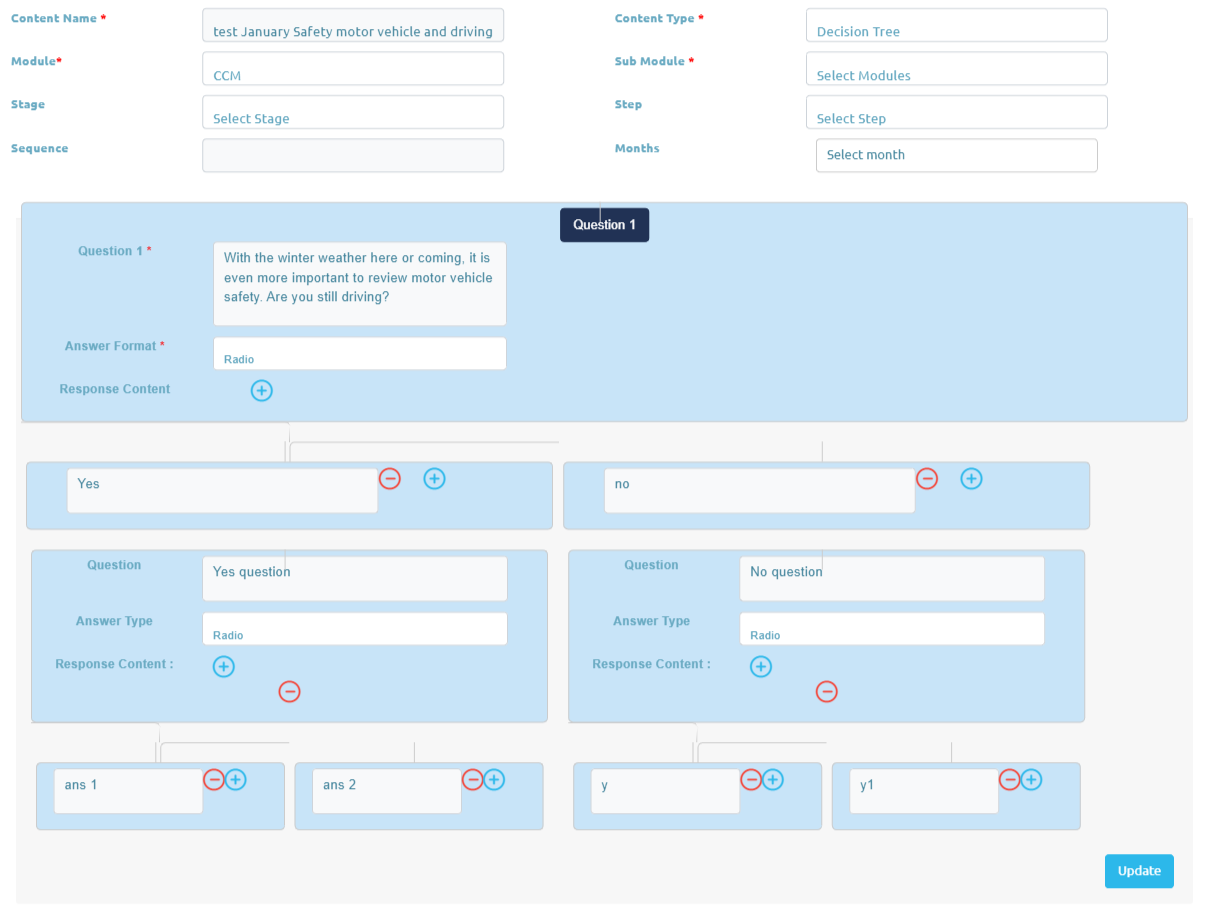 Content Name *
test January Safety motor vehicle and driving
Content Type *
Decision Tree
Module*
CCM
Sub Module *
Select Modules
Stage
Select Stage
Step
Select Step
Sequence
Months
Select month
Question 1
Question 1 *
With the winter weather here or coming, it is
even more important to review motor vehicle
safety. Are you still driving?
Answer Format *
Radio
Response Content
Yes
no
Question
Yes question
Answer Type
Radio
Response Content :
Question
No question
Answer Type
Radio
Response Content :
ans 1
ans 2
y
y1
Update